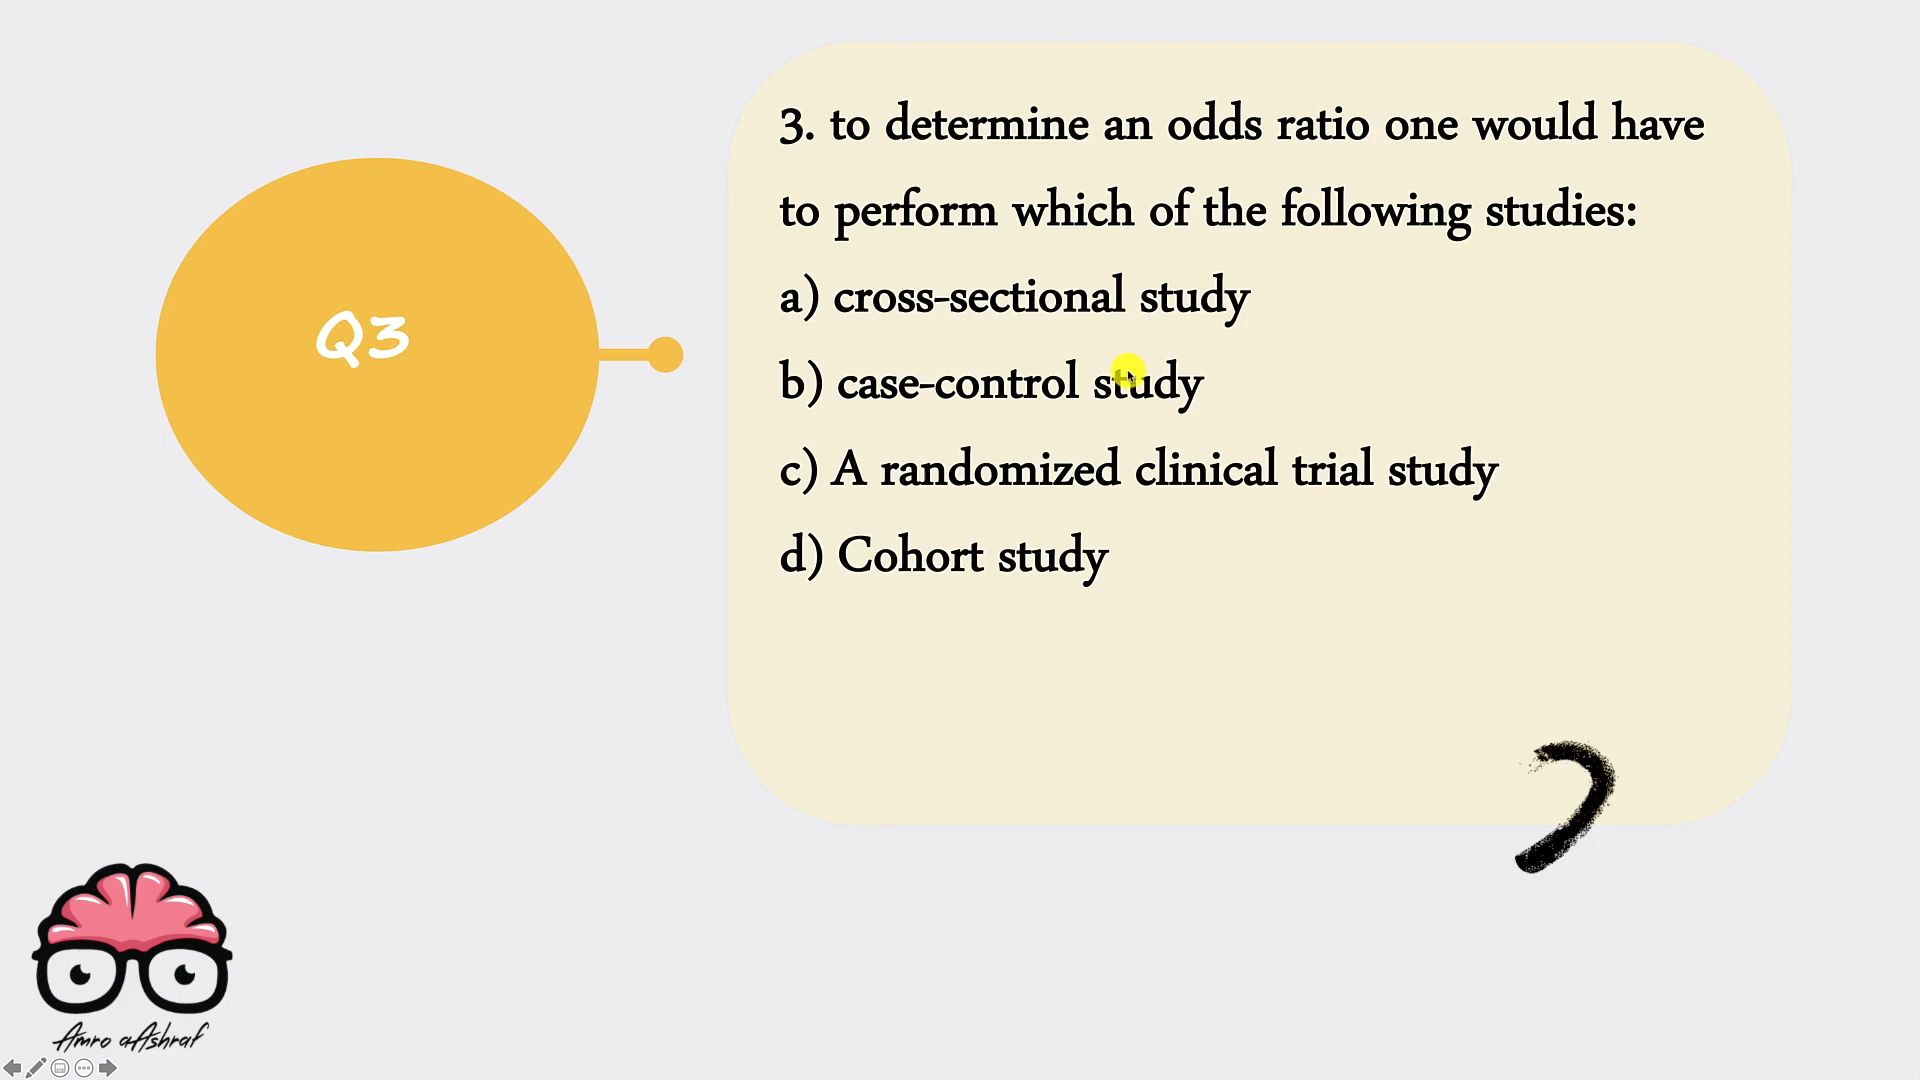 Q3
3. to determine an odds ratio one would have
to perform which of the following studies:
a) cross-sectional study
b) case-control study
c) A randomized clinical trial study
d) Cohort study
Amro aAshraf